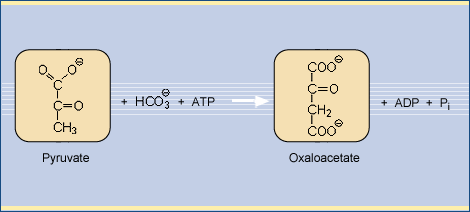 O O⊖
C
C=O
CH₃
Pyruvate
+ HCO₃⊖ + ATP
COO⊖
C=O
CH₂
COO⊖
Oxaloacetate
+ ADP + Pᵢ